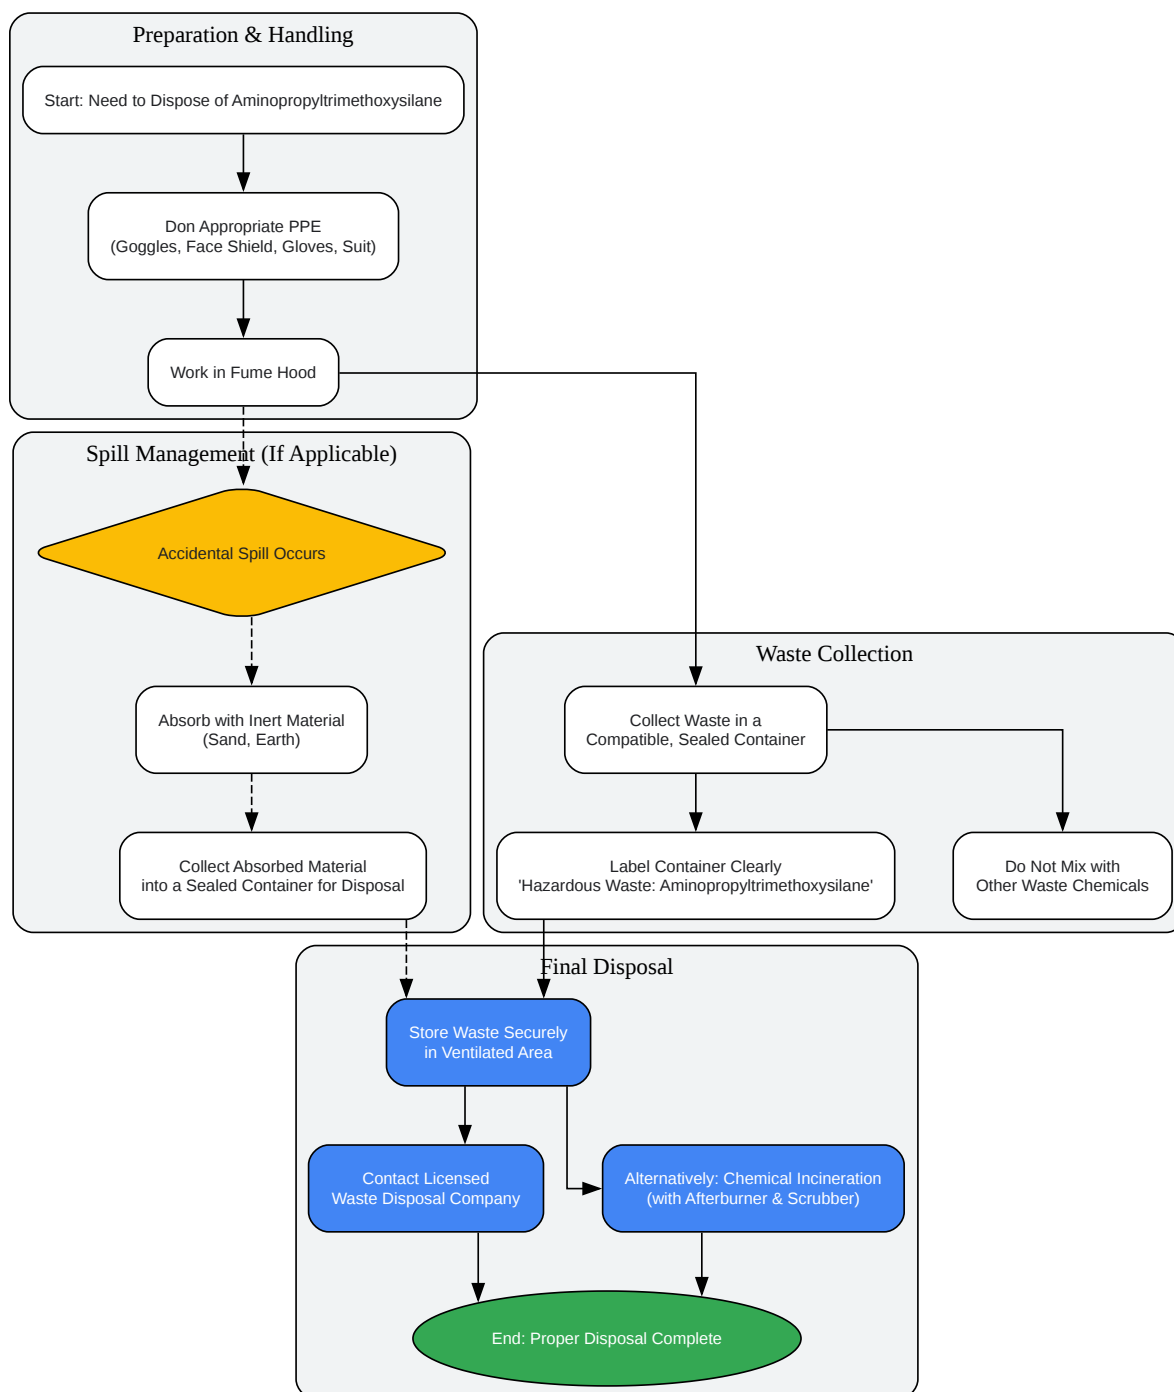 Preparation & Handling
Start: Need to Dispose of Aminopropyltrimethoxysilane
Don Appropriate PPE
(Goggles, Face Shield, Gloves, Suit)
Work in Fume Hood
Spill Management (If Applicable)
Accidental Spill Occurs
Absorb with Inert Material
(Sand, Earth)
Collect Absorbed Material
into a Sealed Container for Disposal
Waste Collection
Collect Waste in a
Compatible, Sealed Container
Label Container Clearly
'Hazardous Waste: Aminopropyltrimethoxysilane'
Do Not Mix with
Other Waste Chemicals
Final Disposal
Store Waste Securely
in Ventilated Area
Contact Licensed
Waste Disposal Company
Alternatively: Chemical Incineration
(with Afterburner & Scrubber)
End: Proper Disposal Complete